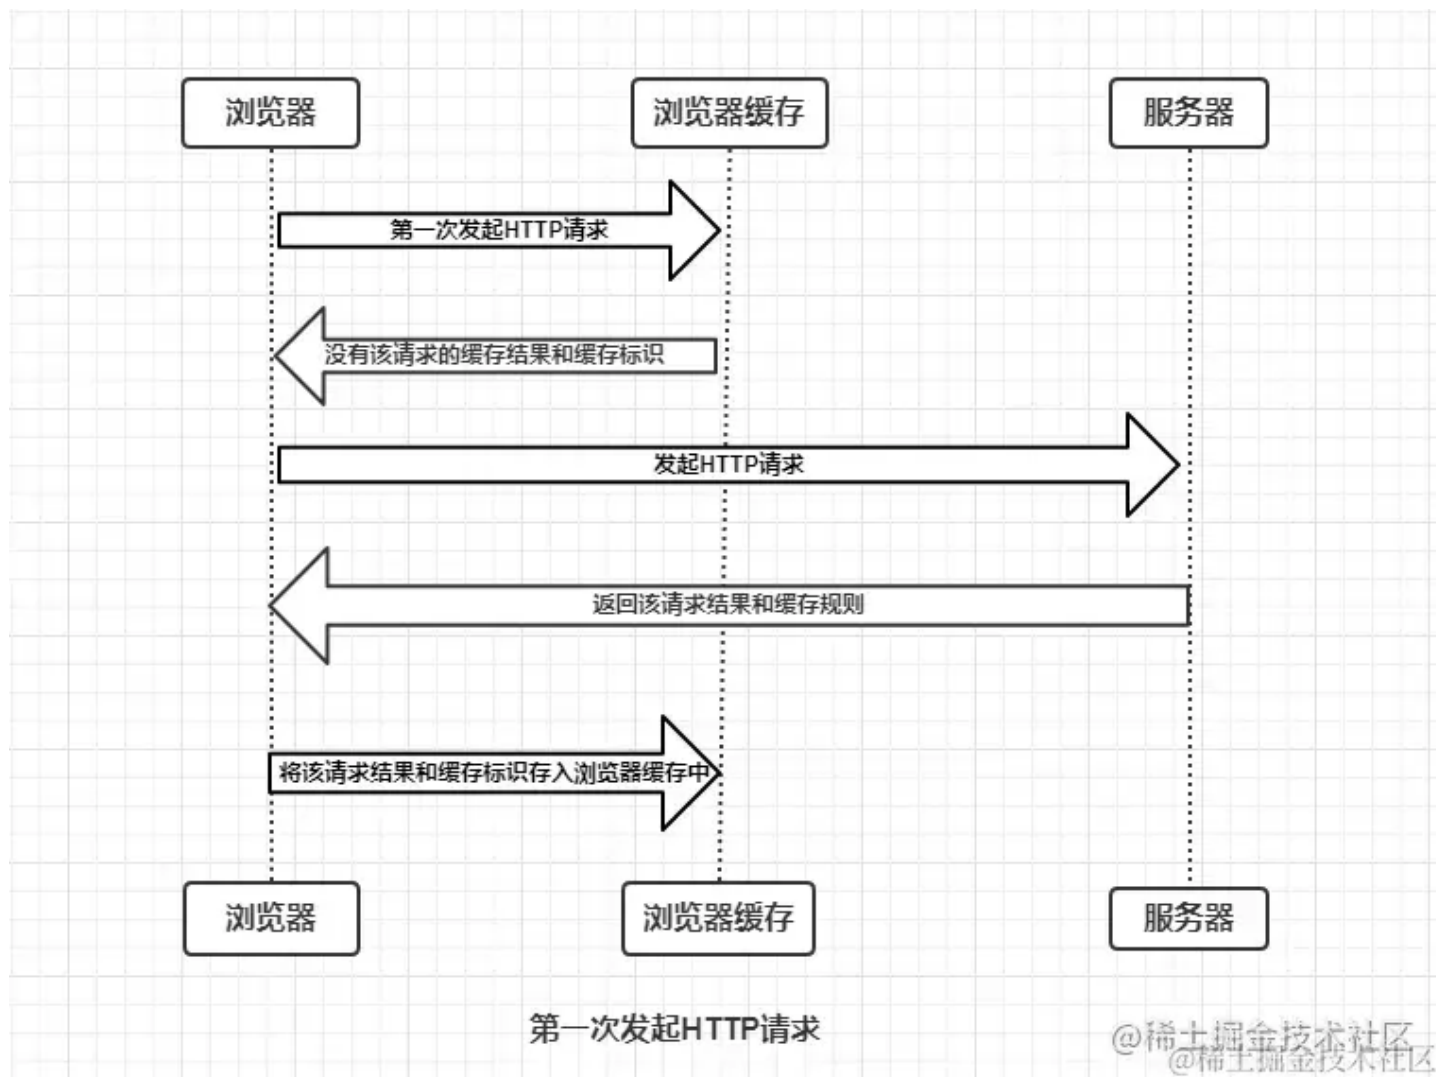 浏览器 浏览器缓存 服务器
第一次发起HTTP请求
没有该请求的缓存结果和缓存标识
发起HTTP请求
返回该请求结果和缓存规则
将该请求结果和缓存标识存入浏览器缓存中
浏览器 浏览器缓存 服务器
第一次发起HTTP请求
@稀土掘金技术社区
@稀土掘金技术社区